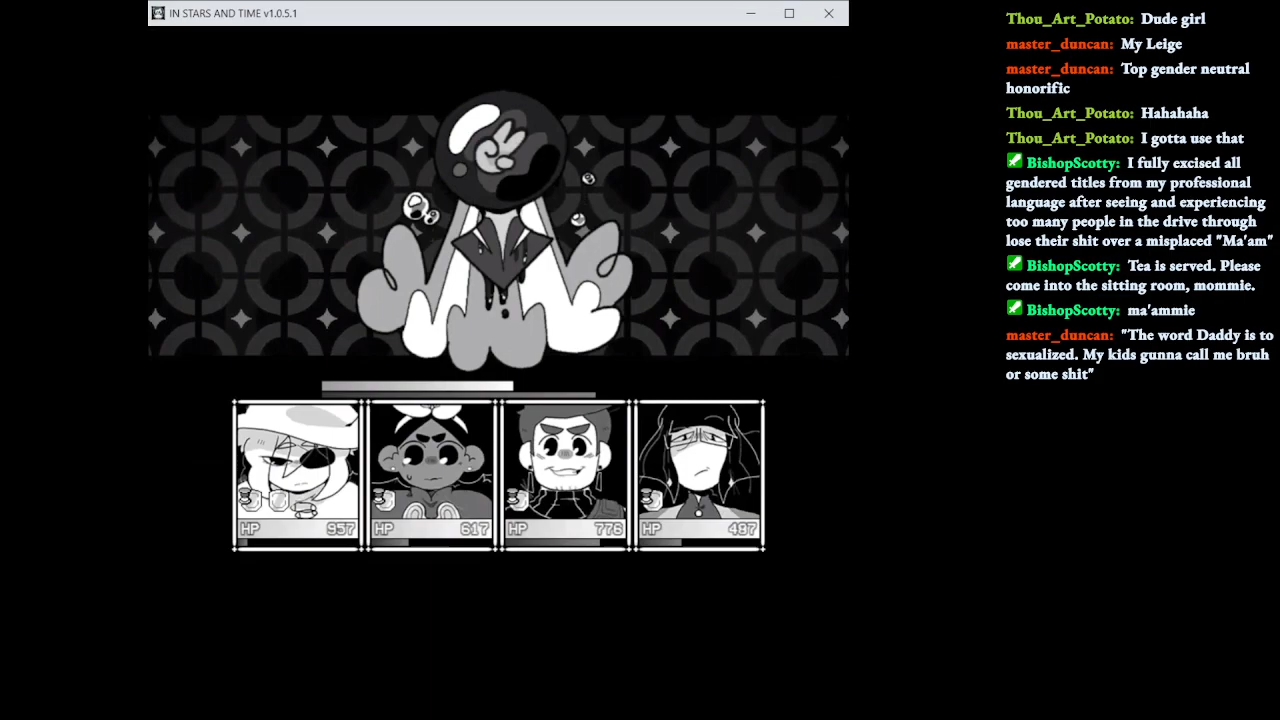 IN STARS AND TIME v1.0.5.1
HP 957
HP 617
HP 776
HP 497
Thou_Art_Potato: Dude girl
master_duncan: My Leige
master_duncan: Top gender neutral
honorific
Thou_Art_Potato: Hahahaha
Thou_Art_Potato: I gotta use that
BishopScotty: I fully excised all
gendered titles from my professional
language after seeing and experiencing
too many people in the drive through
lose their shit over a misplaced "Ma'am"
BishopScotty: Tea is served. Please
come into the sitting room, mommie.
BishopScotty: ma'ammie
master_duncan: "The word Daddy is to
sexualized. My kids gunna call me bruh
or some shit"